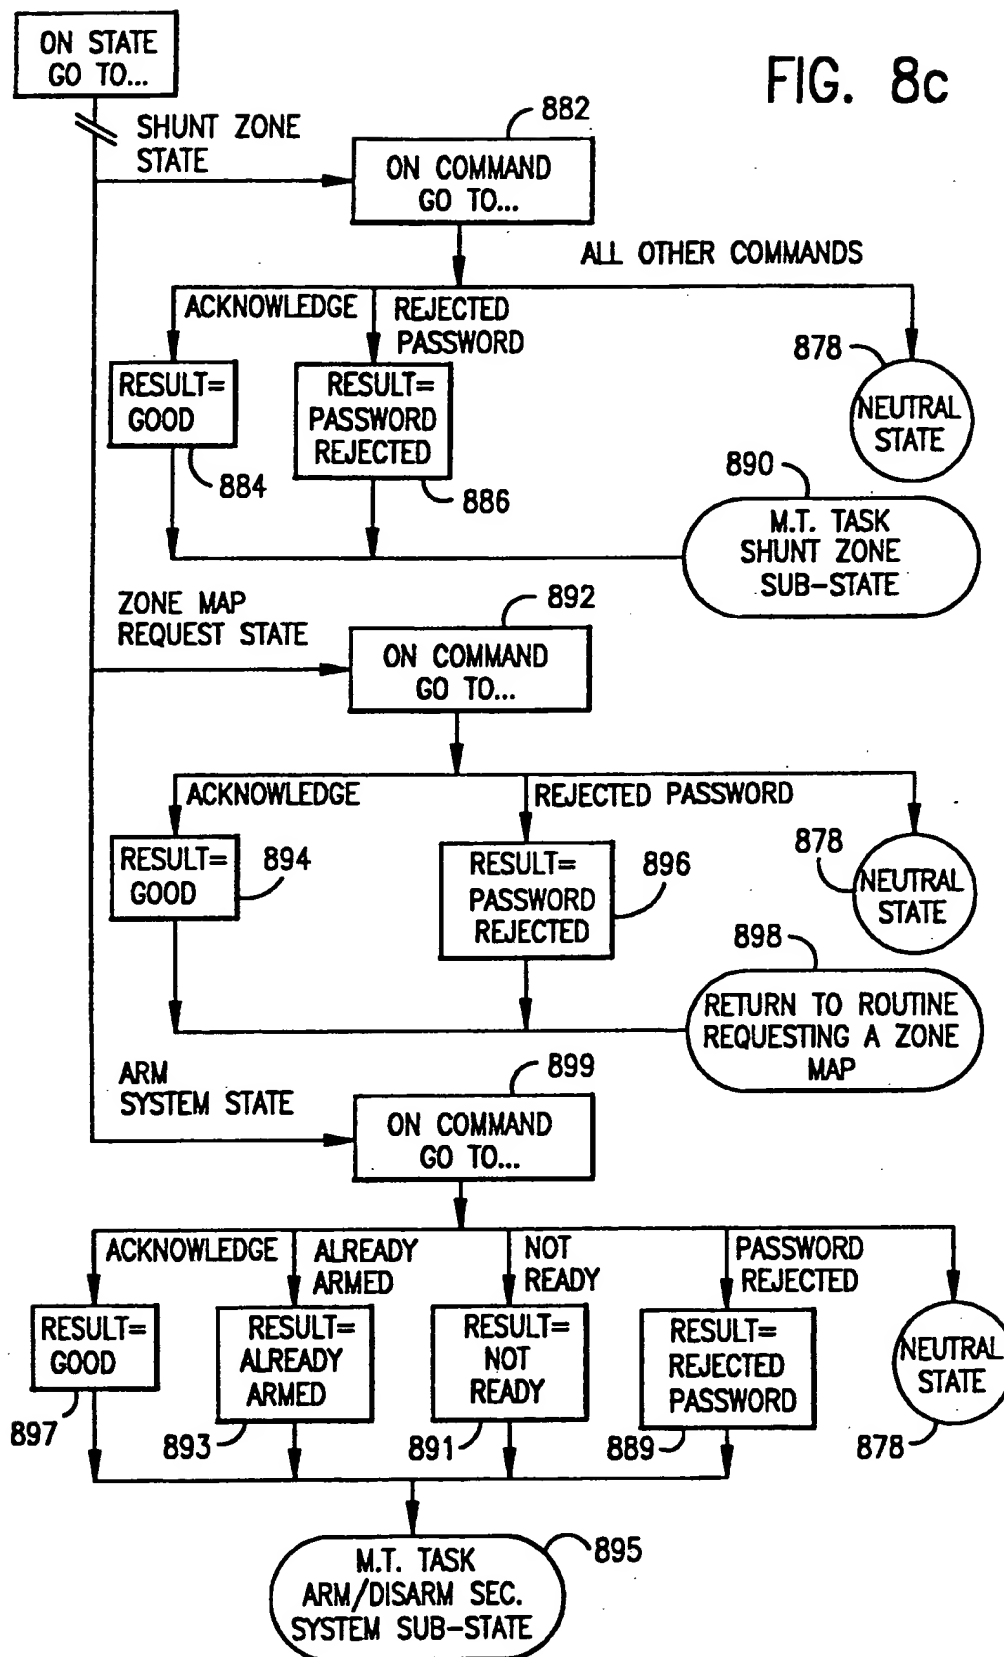 ON STATE
GO TO...
FIG. 8c
SHUNT ZONE
STATE
882
ON COMMAND
GO TO...
ALL OTHER COMMANDS
ACKNOWLEDGE
REJECTED
PASSWORD
878
RESULT=
GOOD
RESULT=
PASSWORD
REJECTED
NEUTRAL
STATE
884
886
890
M.T. TASK
SHUNT ZONE
SUB-STATE
ZONE MAP
REQUEST STATE
892
ON COMMAND
GO TO...
ACKNOWLEDGE
REJECTED PASSWORD
RESULT=
GOOD
894
RESULT=
PASSWORD
REJECTED
896
878
NEUTRAL
STATE
898
RETURN TO ROUTINE
REQUESTING A ZONE
MAP
ARM
SYSTEM STATE
899
ON COMMAND
GO TO...
ACKNOWLEDGE
ALREADY
ARMED
NOT
READY
PASSWORD
REJECTED
RESULT=
GOOD
RESULT=
ALREADY
ARMED
RESULT=
NOT
READY
RESULT=
REJECTED
PASSWORD
NEUTRAL
STATE
897
893
891
889
878
M.T. TASK
ARM/DISARM SEC.
SYSTEM SUB-STATE
895